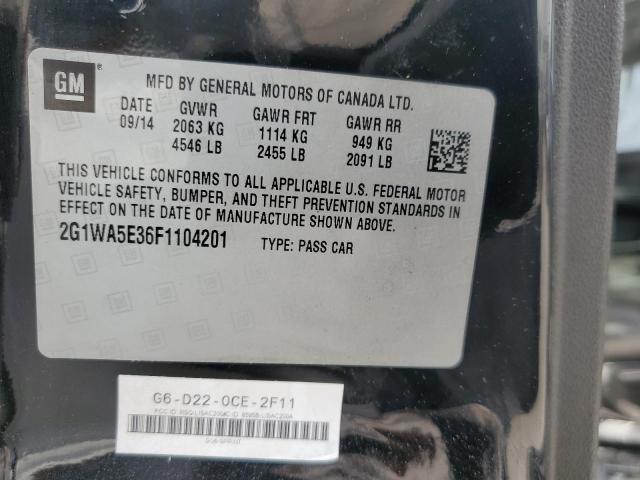 GM ®
MFD BY GENERAL MOTORS OF CANADA LTD.
DATE GVWR GAWR FRT GAWR RR
09/14 2063 KG 1114 KG 949 KG
4546 LB 2455 LB 2091 LB
THIS VEHICLE CONFORMS TO ALL APPLICABLE U.S. FEDERAL MOTOR
VEHICLE SAFETY, BUMPER, AND THEFT PREVENTION STANDARDS IN
EFFECT ON THE DATE OF MANUFACTURE SHOWN ABOVE.
2G1WA5E36F1104201 TYPE: PASS CAR
G6-D22-0CE-2F11
FCC ID